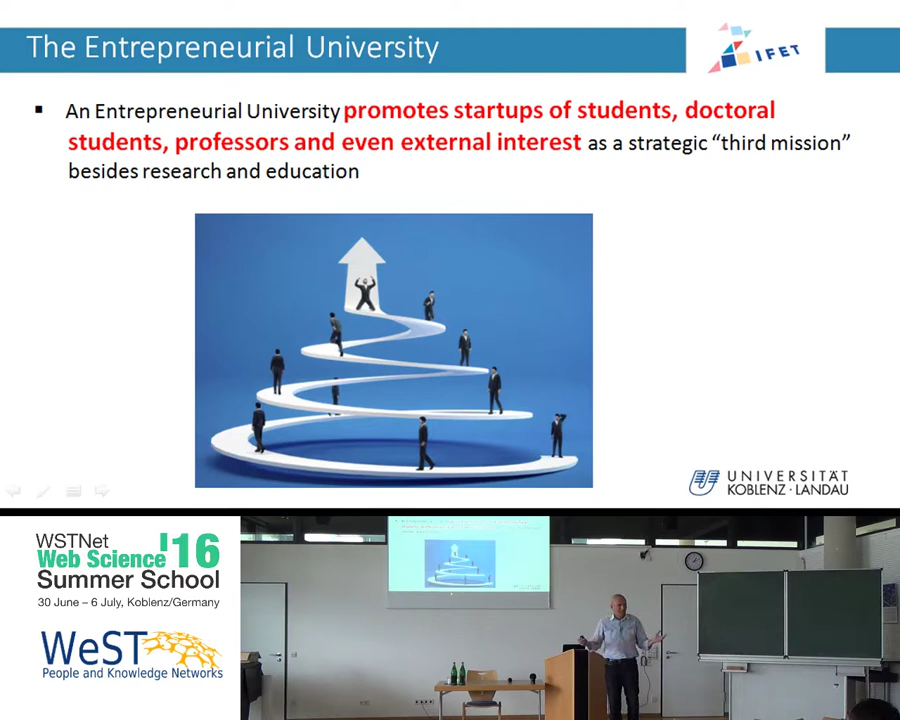 The Entrepreneurial University
IFET
▪ An Entrepreneurial University promotes startups of students, doctoral
students, professors and even external interest as a strategic “third mission”
besides research and education
UNIVERSITÄT
KOBLENZ · LANDAU
WSTNet
Web Science '16
Summer School
30 June – 6 July, Koblenz/Germany
WeST
People and Knowledge Networks